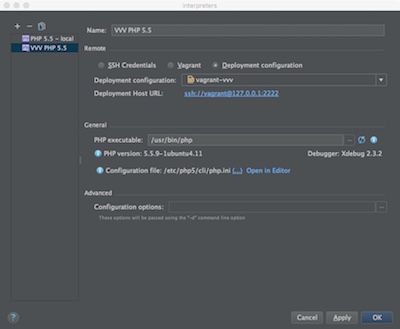 Interpreters
PHP 5.5 - local
VVV PHP 5.5
Name: VVV PHP 5.5
Remote
SSH Credentials Vagrant Deployment configuration
Deployment configuration: vagrant-vvv
Deployment Host URL: ssh://vagrant@127.0.0.1:2222
General
PHP executable: /usr/bin/php
PHP version: 5.5.9-1ubuntu4.11 Debugger: Xdebug 2.3.2
Configuration file: /etc/php5/cli/php.ini (...) Open in Editor
Advanced
Configuration options:
These options will be passed using the "-d" command line option
Cancel Apply OK